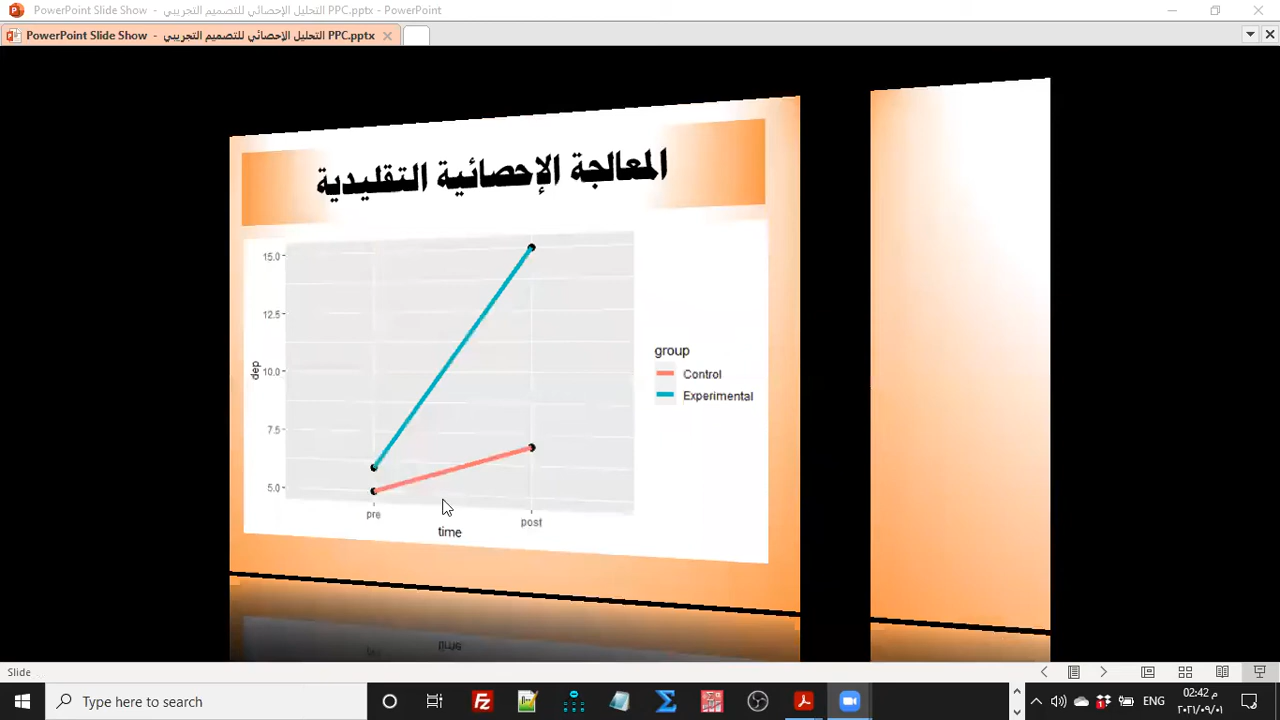 PowerPoint Slide Show - التحليل الإحصائي للتصميم التجريبي PPC.pptx - PowerPoint
PowerPoint Slide Show - التحليل الإحصائي للتصميم التجريبي PPC.pptx
المعالجة الإحصائية التقليدية
15.0
12.5
10.0
7.5
5.0
dep
pre
post
time
group
Control
Experimental
time
Slide
Type here to search
ENG
02:42 م
٢٠٢١/٠٩/٠١